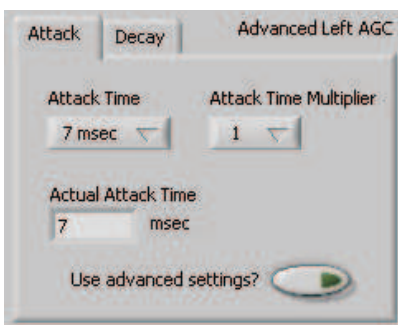 Attack Decay Advanced Left AGC
Attack Time Attack Time Multiplier
7 msec 1
Actual Attack Time
7 msec
Use advanced settings?